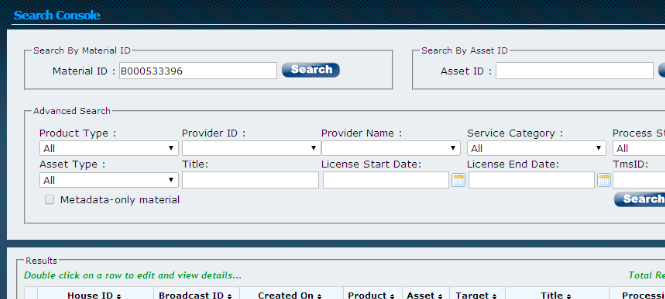 Search Console
Search By Material ID
Material ID : B000533396 Search
Search By Asset ID
Asset ID :
Advanced Search
Product Type : Provider ID : Provider Name : Service Category : Process
All All All
Asset Type : Title: License Start Date: License End Date: TmsID:
All
Metadata-only material Search
Results
Double click on a row to edit and view details... Total
House ID Broadcast ID Created On Product Asset Target Title